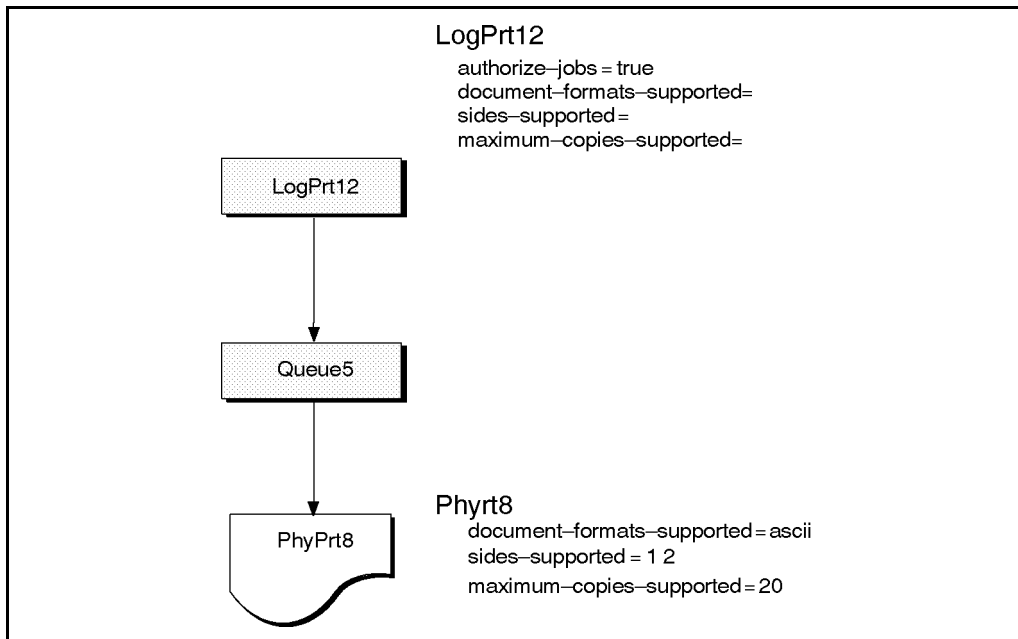 LogPrt12
authorize–jobs = true
document–formats–supported=
sides–supported =
maximum–copies–supported=
LogPrt12
Queue5
PhyPrt8
Phyrt8
document–formats–supported = ascii
sides–supported = 1 2
maximum–copies–supported = 20